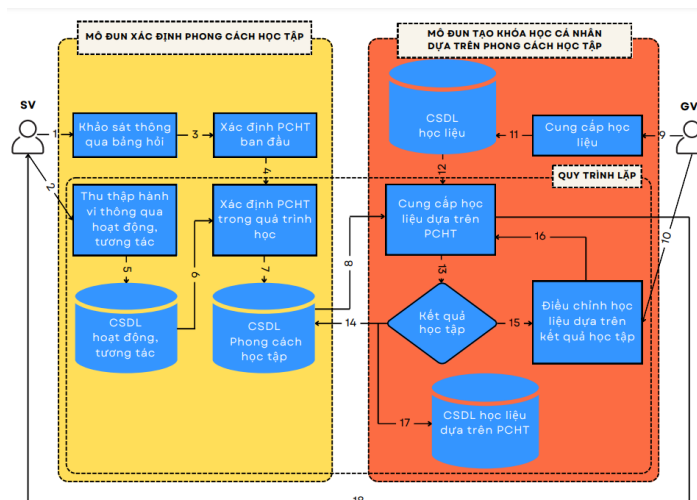 MÔ ĐUN XÁC ĐỊNH PHONG CÁCH HỌC TẬP
MÔ ĐUN TẠO KHÓA HỌC CÁ NHÂN
DỰA TRÊN PHONG CÁCH HỌC TẬP
SV
GV
1
Khảo sát thông
qua bảng hỏi
3
Xác định PCHT
ban đầu
CSDL
học liệu
11
Cung cấp học
liệu
9
2
4
12
QUY TRÌNH LẶP
Thu thập hành
vi thông qua
hoạt động,
tương tác
Xác định PCHT
trong quá trình
học
Cung cấp học
liệu dựa trên
PCHT
16
10
5
6
7
8
13
CSDL
hoạt động,
tương tác
CSDL
Phong cách
học tập
14
Kết quả
học tập
15
Điều chỉnh học
liệu dựa trên
kết quả học tập
17
CSDL học liệu
dựa trên PCHT
18